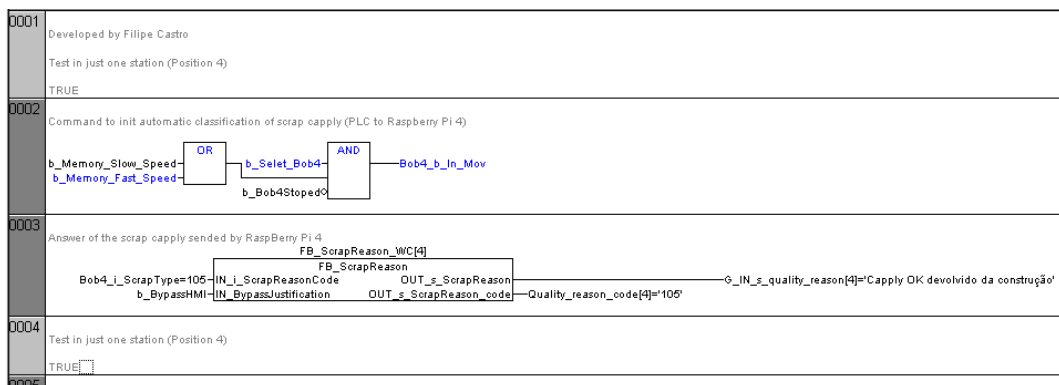 0001
Developed by Filipe Castro
Test in just one station (Position 4)
TRUE
0002
Command to init automatic classification of scrap capply (PLC to Raspberry Pi 4)
OR
AND
b_Memory_Slow_Speed
b_Selet_Bob4
Bob4_b_In_Mov
b_Memory_Fast_Speed
b_Bob4Stoped
0003
Answer of the scrap capply sended by RaspBerry Pi 4
FB_ScrapReason_WC[4]
FB_ScrapReason
Bob4_i_ScrapType=105 IN_i_ScrapReasonCode OUT_s_ScrapReason G_IN_s_quality_reason[4]='Capply OK devolvido da construção'
b_BypassHMI IN_BypassJustification OUT_s_ScrapReason_code Quality_reason_code[4]='105'
0004
Test in just one station (Position 4)
TRUE
0005